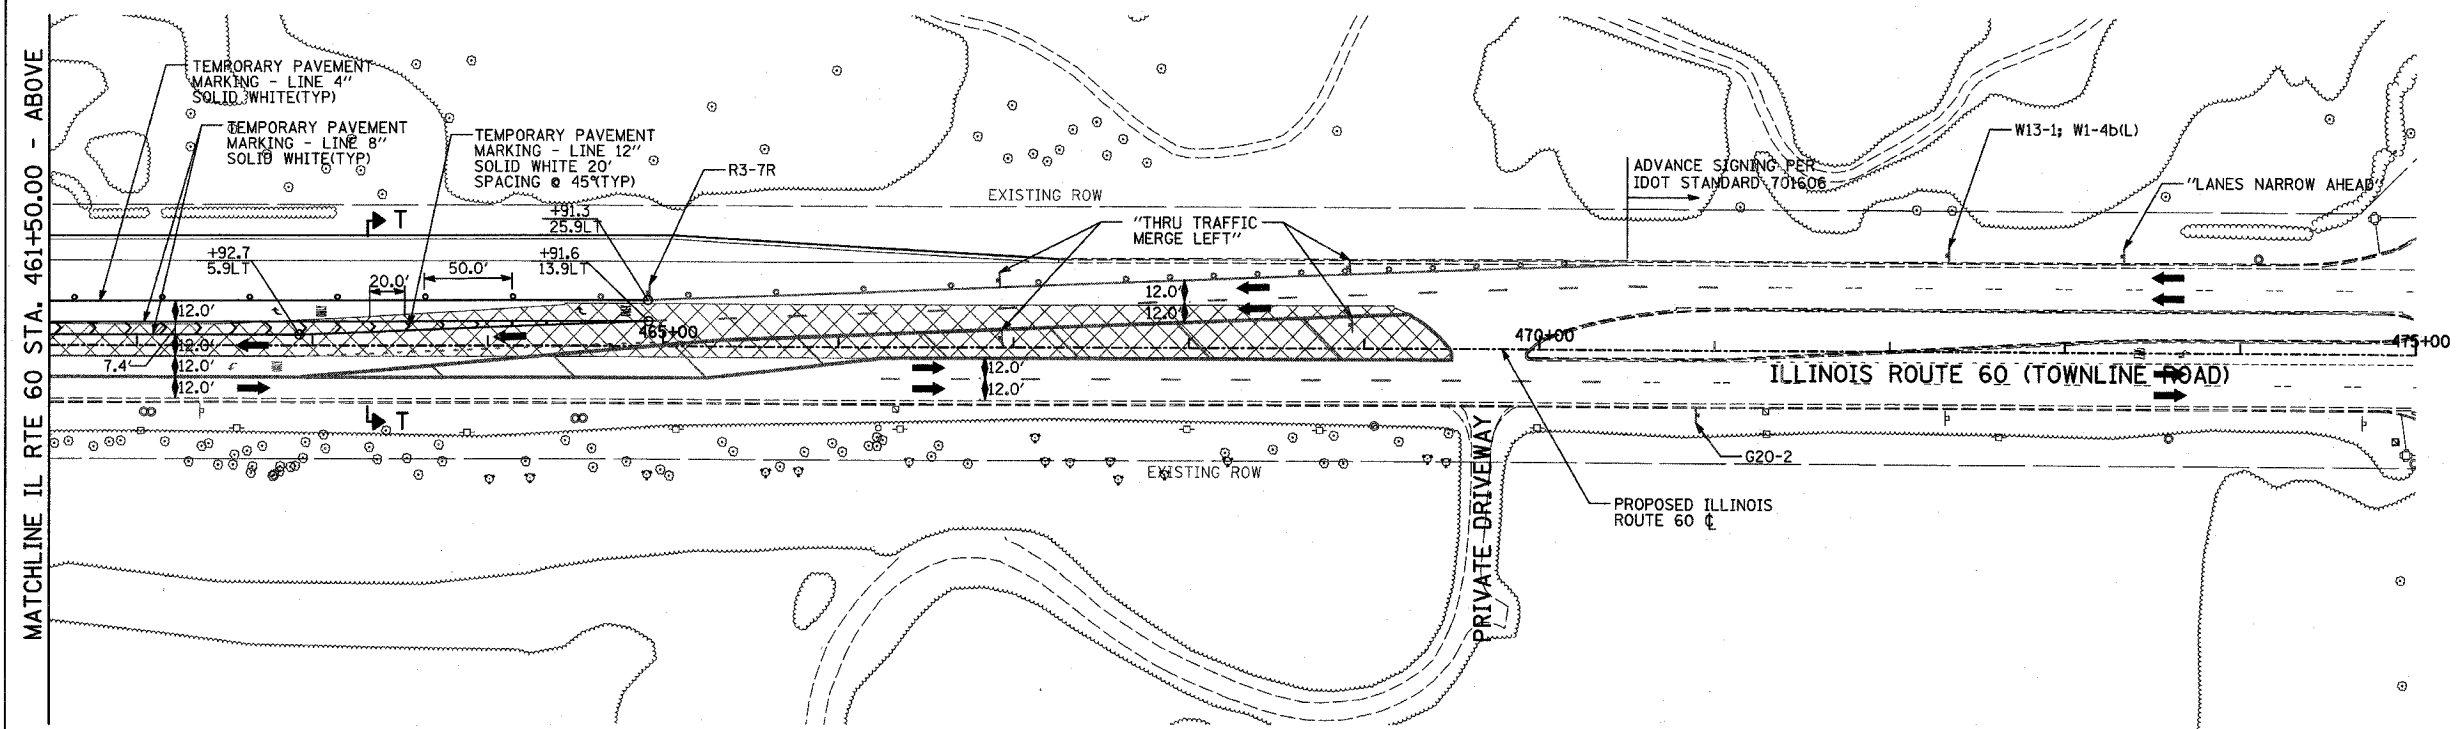 MATCHLINE IL RTE 60 STA. 461+50.00 - ABOVE
TEMPORARY PAVEMENT
MARKING - LINE 4"
SOLID WHITE(TYP)
TEMPORARY PAVEMENT
MARKING - LINE 8"
SOLID WHITE(TYP)
TEMPORARY PAVEMENT
MARKING - LINE 12"
SOLID WHITE 20'
SPACING @ 45°(TYP)
R3-7R
EXISTING ROW
"THRU TRAFFIC
MERGE LEFT"
ADVANCE SIGNING PER
IDOT STANDARD 701606
W13-1; W1-4b(L)
"LANES NARROW AHEAD"
T
+91.3
25.9LT
+92.7
5.9LT
+91.6
13.9LT
20.0'
50.0'
12.0'
12.0'
12.0'
12.0'
7.4'
12.0'
12.0'
12.0'
12.0'
465+00
470+00
475+00
ILLINOIS ROUTE 60 (TOWNLINE ROAD)
T
G20-2
EXISTING ROW
PRIVATE DRIVEWAY
PROPOSED ILLINOIS
ROUTE 60 ℄